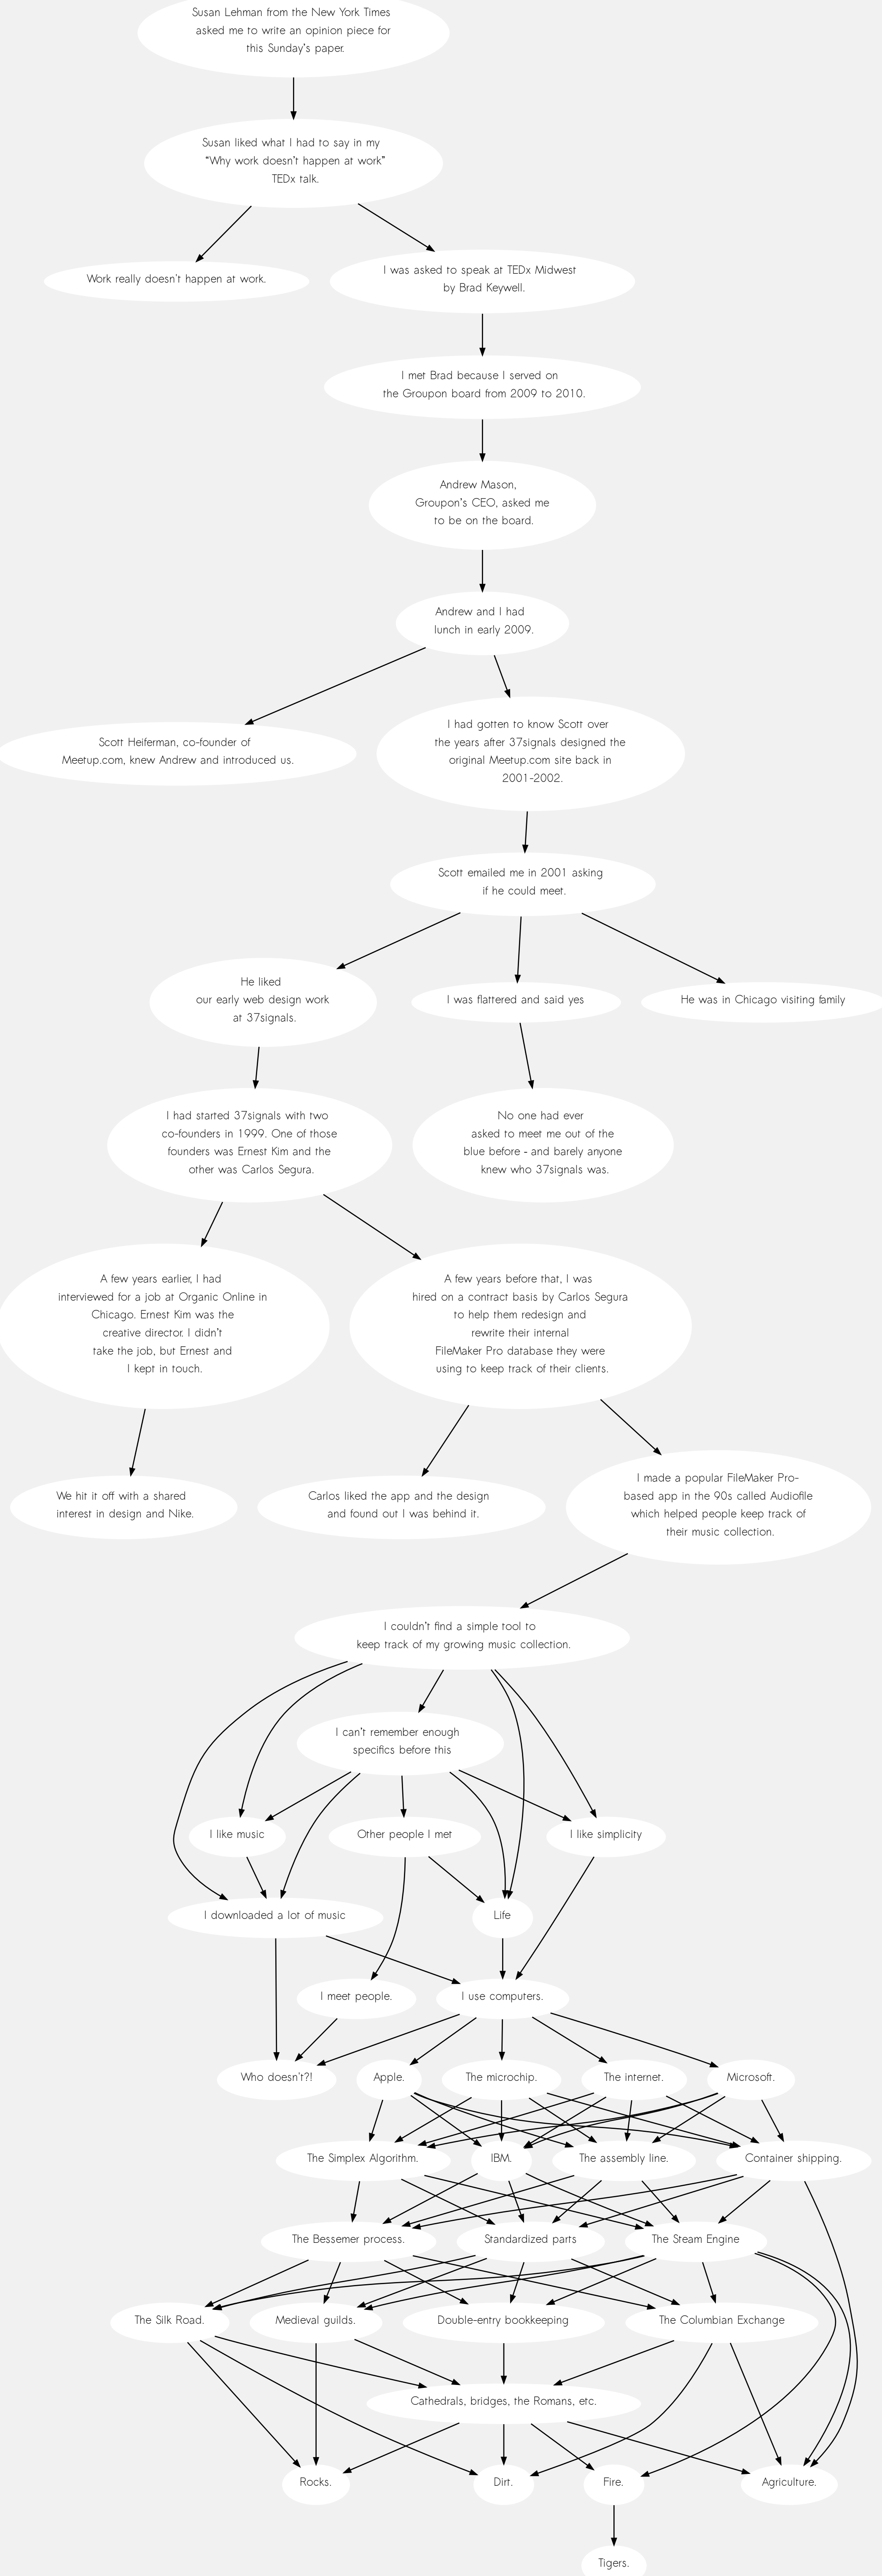 Susan Lehman from the New York Times
asked me to write an opinion piece for
this Sunday's paper.
Susan liked what I had to say in my
“Why work doesn't happen at work”
TEDx talk.
Work really doesn't happen at work.
I was asked to speak at TEDx Midwest
by Brad Keywell.
I met Brad because I served on
the Groupon board from 2009 to 2010.
Andrew Mason,
Groupon's CEO, asked me
to be on the board.
Andrew and I had
lunch in early 2009.
Scott Heiferman, co-founder of
Meetup.com, knew Andrew and introduced us.
I had gotten to know Scott over
the years after 37signals designed the
original Meetup.com site back in
2001-2002.
Scott emailed me in 2001 asking
if he could meet.
He liked
our early web design work
at 37signals.
I was flattered and said yes
He was in Chicago visiting family
I had started 37signals with two
co-founders in 1999. One of those
founders was Ernest Kim and the
other was Carlos Segura.
No one had ever
asked to meet me out of the
blue before - and barely anyone
knew who 37signals was.
A few years earlier, I had
interviewed for a job at Organic Online in
Chicago. Ernest Kim was the
creative director. I didn't
take the job, but Ernest and
I kept in touch.
A few years before that, I was
hired on a contract basis by Carlos Segura
to help them redesign and
rewrite their internal
FileMaker Pro database they were
using to keep track of their clients.
We hit it off with a shared
interest in design and Nike.
Carlos liked the app and the design
and found out I was behind it.
I made a popular FileMaker Pro-
based app in the 90s called Audiofile
which helped people keep track of
their music collection.
I couldn't find a simple tool to
keep track of my growing music collection.
I can't remember enough
specifics before this
I like music
Other people I met
I like simplicity
I downloaded a lot of music
Life
I meet people.
I use computers.
Who doesn't?!
Apple.
The microchip.
The internet.
Microsoft.
The Simplex Algorithm.
IBM.
The assembly line.
Container shipping.
The Bessemer process.
Standardized parts
The Steam Engine
The Silk Road.
Medieval guilds.
Double-entry bookkeeping
The Columbian Exchange
Cathedrals, bridges, the Romans, etc.
Rocks.
Dirt.
Fire.
Agriculture.
Tigers.